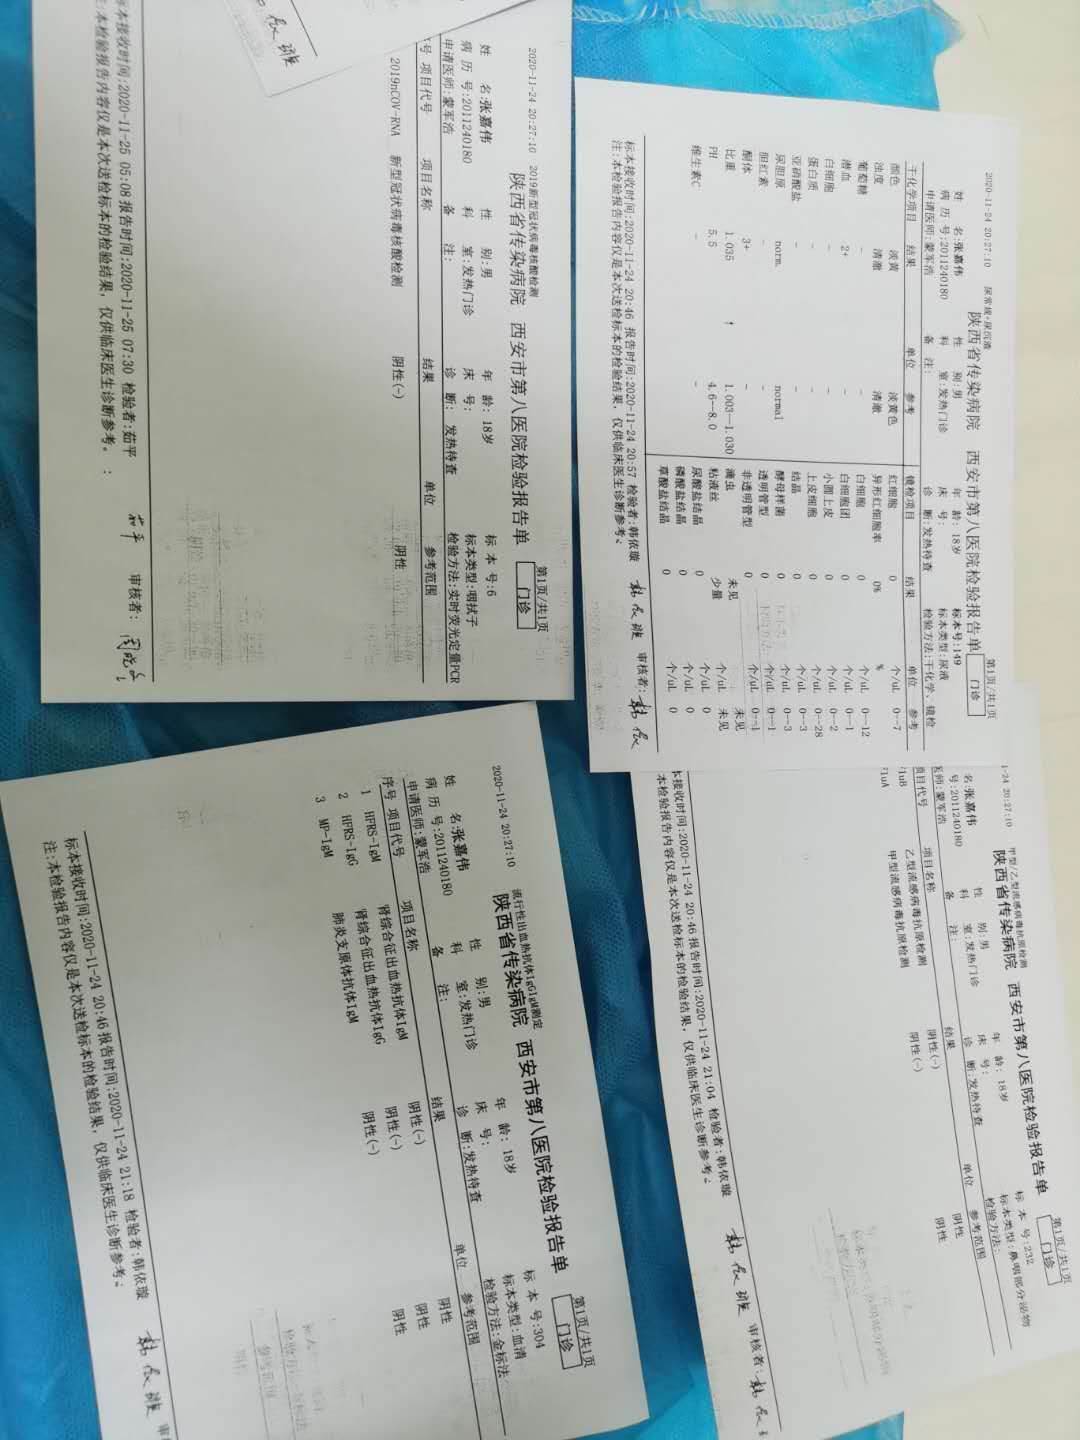 2020-11-24 20:27:10 尿常规+尿沉渣
第1页/共1页
陕西省传染病院 西安市第八医院检验报告单 门诊
姓 名:张嘉伟 性 别:男 年 龄: 18岁 标本号:149
病 历 号:2011240180 科 室:发热门诊 床 号: 标本类型:尿液
申请医师:蒙军浩 备 注: 诊 断:发热待查 检验方法:干化学、镜检
干化学项目 结果 单位 参考 镜检项目 结果 单位 参考
颜色 淡黄 淡黄色 红细胞 0 个/uL 0--7
浊度 清澈 清澈 异形红细胞率 0% %
葡萄糖 - - 白细胞 0 个/uL 0--12
潜血 2+ - 白细胞团 0 个/uL 0--1
白细胞 - - 小圆上皮 0 个/uL 0--2
蛋白质 - - 上皮细胞 0 个/uL 0--28
亚硝酸盐 - - 结晶 0 个/uL 0--3
尿胆原 norm. normal 酵母样菌 0 个/uL 0--3
胆红素 - - 透明管型 0 个/uL 0--1
酮体 3+ - 非透明管型 0 个/uL 0--1
比重 1.035 ↑ 1.003--1.030 滴虫 未见 未见
PH 5.5 4.6--8.0 粘液丝 少量 个/uL 未见
维生素C - - 尿酸盐结晶 0 个/uL 0
磷酸盐结晶 0 个/uL 0
草酸盐结晶 0 个/uL 0
标本接收时间:2020-11-24 20:46 报告时间:2020-11-24 20:57 检验者:韩依璇 韩依璇 审核者: 韩依
注:本检验报告内容仅是本次送检标本的检验结果，仅供临床医生诊断参考。
1-24 20:27:10 甲型/乙型流感病毒抗原检测
第1页/共1页
陕西省传染病院 西安市第八医院检验报告单 门诊
名:张嘉伟 性 别:男 年 龄: 18岁 标 本 号:232
号:2011240180 科 室:发热门诊 床 号: 标本类型:鼻咽部分泌物
医师:蒙军浩 备 注: 诊 断:发热待查 检验方法:
项目代号 项目名称 结果 单位 参考范围
FluB 乙型流感病毒抗原检测 阴性(-) 阴性
FluA 甲型流感病毒抗原检测 阴性(-) 阴性
本接收时间:2020-11-24 20:46 报告时间:2020-11-24 21:04 检验者:韩依璇 韩依璇 审核者: 韩依
本检验报告内容仅是本次送检标本的检验结果，仅供临床医生诊断参考。
2020-11-24 20:27:10 2019新型冠状病毒核酸检测
第1页/共1页
陕西省传染病院 西安市第八医院检验报告单 门诊
姓 名:张嘉伟 性 别:男 年 龄: 18岁 标 本 号:6
病 历 号:2011240180 科 室:发热门诊 床 号: 标本类型:咽拭子
申请医师:蒙军浩 备 注: 诊 断: 发热待查 检验方法:实时荧光定量PCR
号 项目代号 项目名称 结果 单位 参考范围
2019nCOV-RNA 新型冠状病毒核酸检测 阴性(-) 阴性
标本接收时间:2020-11-25 05:08 报告时间:2020-11-25 07:30 检验者:茹平 茹平 审核者:
注:本检验报告内容仅是本次送检标本的检验结果，仅供临床医生诊断参考。 :
依璇
2020-11-24 20:27:10 流行性出血热抗体IgGIgM测定
第1页/共1页
陕西省传染病院 西安市第八医院检验报告单 门诊
姓 名:张嘉伟 性 别:男 年 龄: 18岁 标 本 号:304
病 历 号:2011240180 科 室:发热门诊 床 号: 标本类型:血清
申请医师:蒙军浩 备 注: 诊 断:发热待查 检验方法:金标法
序号 项目代号 项目名称 结果 单位 参考范围
1 HFRS-IgM 肾综合征出血热抗体IgM 阴性(-) 阴性
2 HFRS-IgG 肾综合征出血热抗体IgG 阴性(-) 阴性
3 MP-IgM 肺炎支原体抗体IgM 阴性(-) 阴性
标本接收时间:2020-11-24 20:46 报告时间:2020-11-24 21:18 检验者:韩依璇 韩依璇 审
注:本检验报告内容仅是本次送检标本的检验结果，仅供临床医生诊断参考。